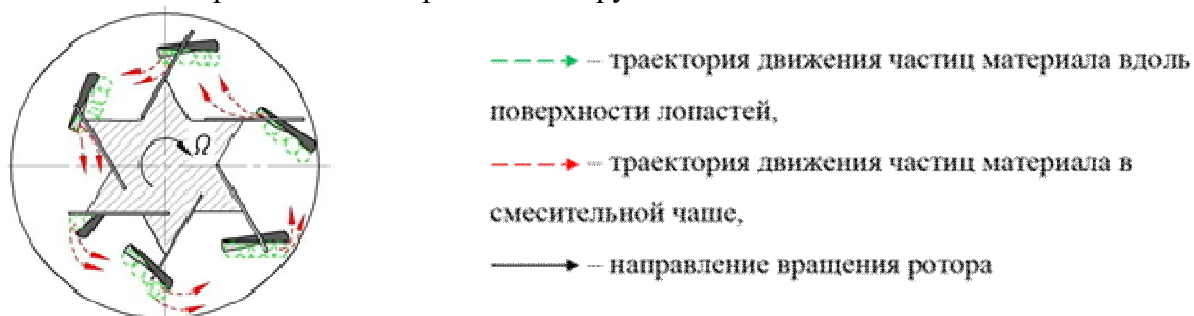 Ω
– траектория движения частиц материала вдоль
поверхности лопастей,
– траектория движения частиц материала в
смесительной чаше,
– направление вращения ротора